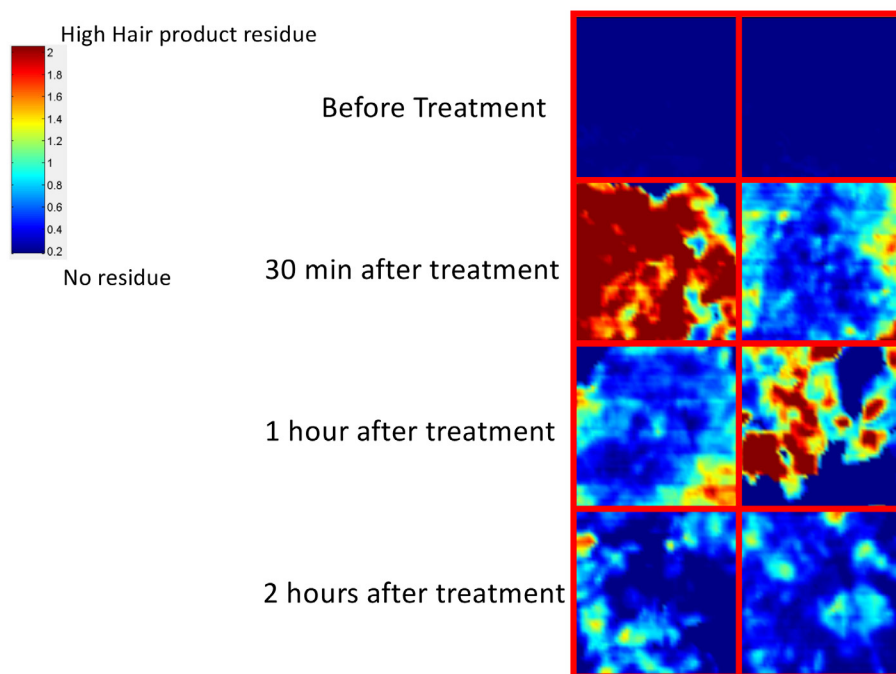 High Hair product residue
2
1.8
1.6
1.4
1.2
1
0.8
0.6
0.4
0.2
No residue
Before Treatment
30 min after treatment
1 hour after treatment
2 hours after treatment